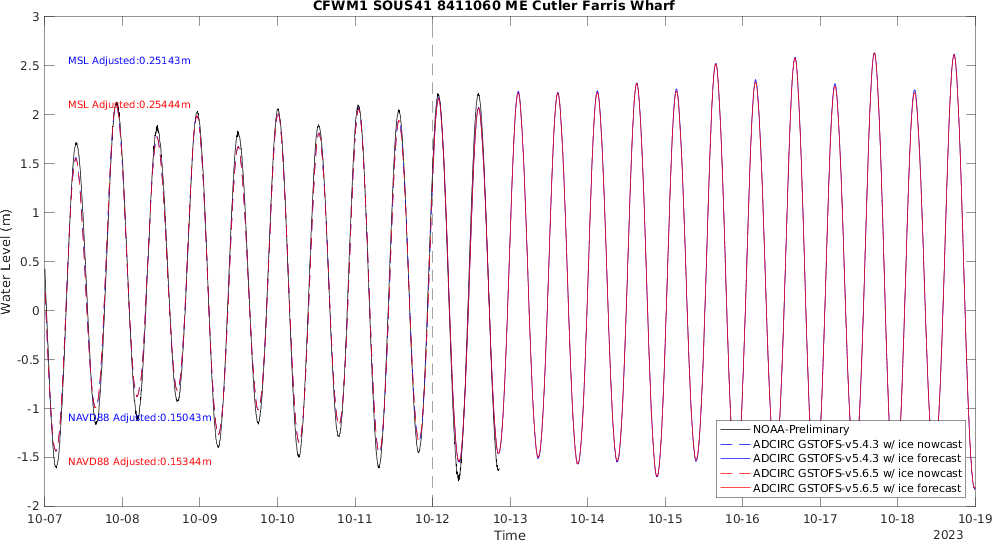 CFWM1 SOUS41 8411060 ME Cutler Farris Wharf
3
2.5
2
1.5
1
0.5
0
-0.5
-1
-1.5
-2
Water Level (m)
MSL Adjusted:0.25143m
MSL Adjusted:0.25444m
NAVD88 Adjusted:0.15043m
NAVD88 Adjusted:0.15344m
NOAA-Preliminary
ADCIRC GSTOFS-v5.4.3 w/ ice nowcast
ADCIRC GSTOFS-v5.4.3 w/ ice forecast
ADCIRC GSTOFS-v5.6.5 w/ ice nowcast
ADCIRC GSTOFS-v5.6.5 w/ ice forecast
10-07 10-08 10-09 10-10 10-11 10-12 10-13 10-14 10-15 10-16 10-17 10-18 10-19
Time
2023